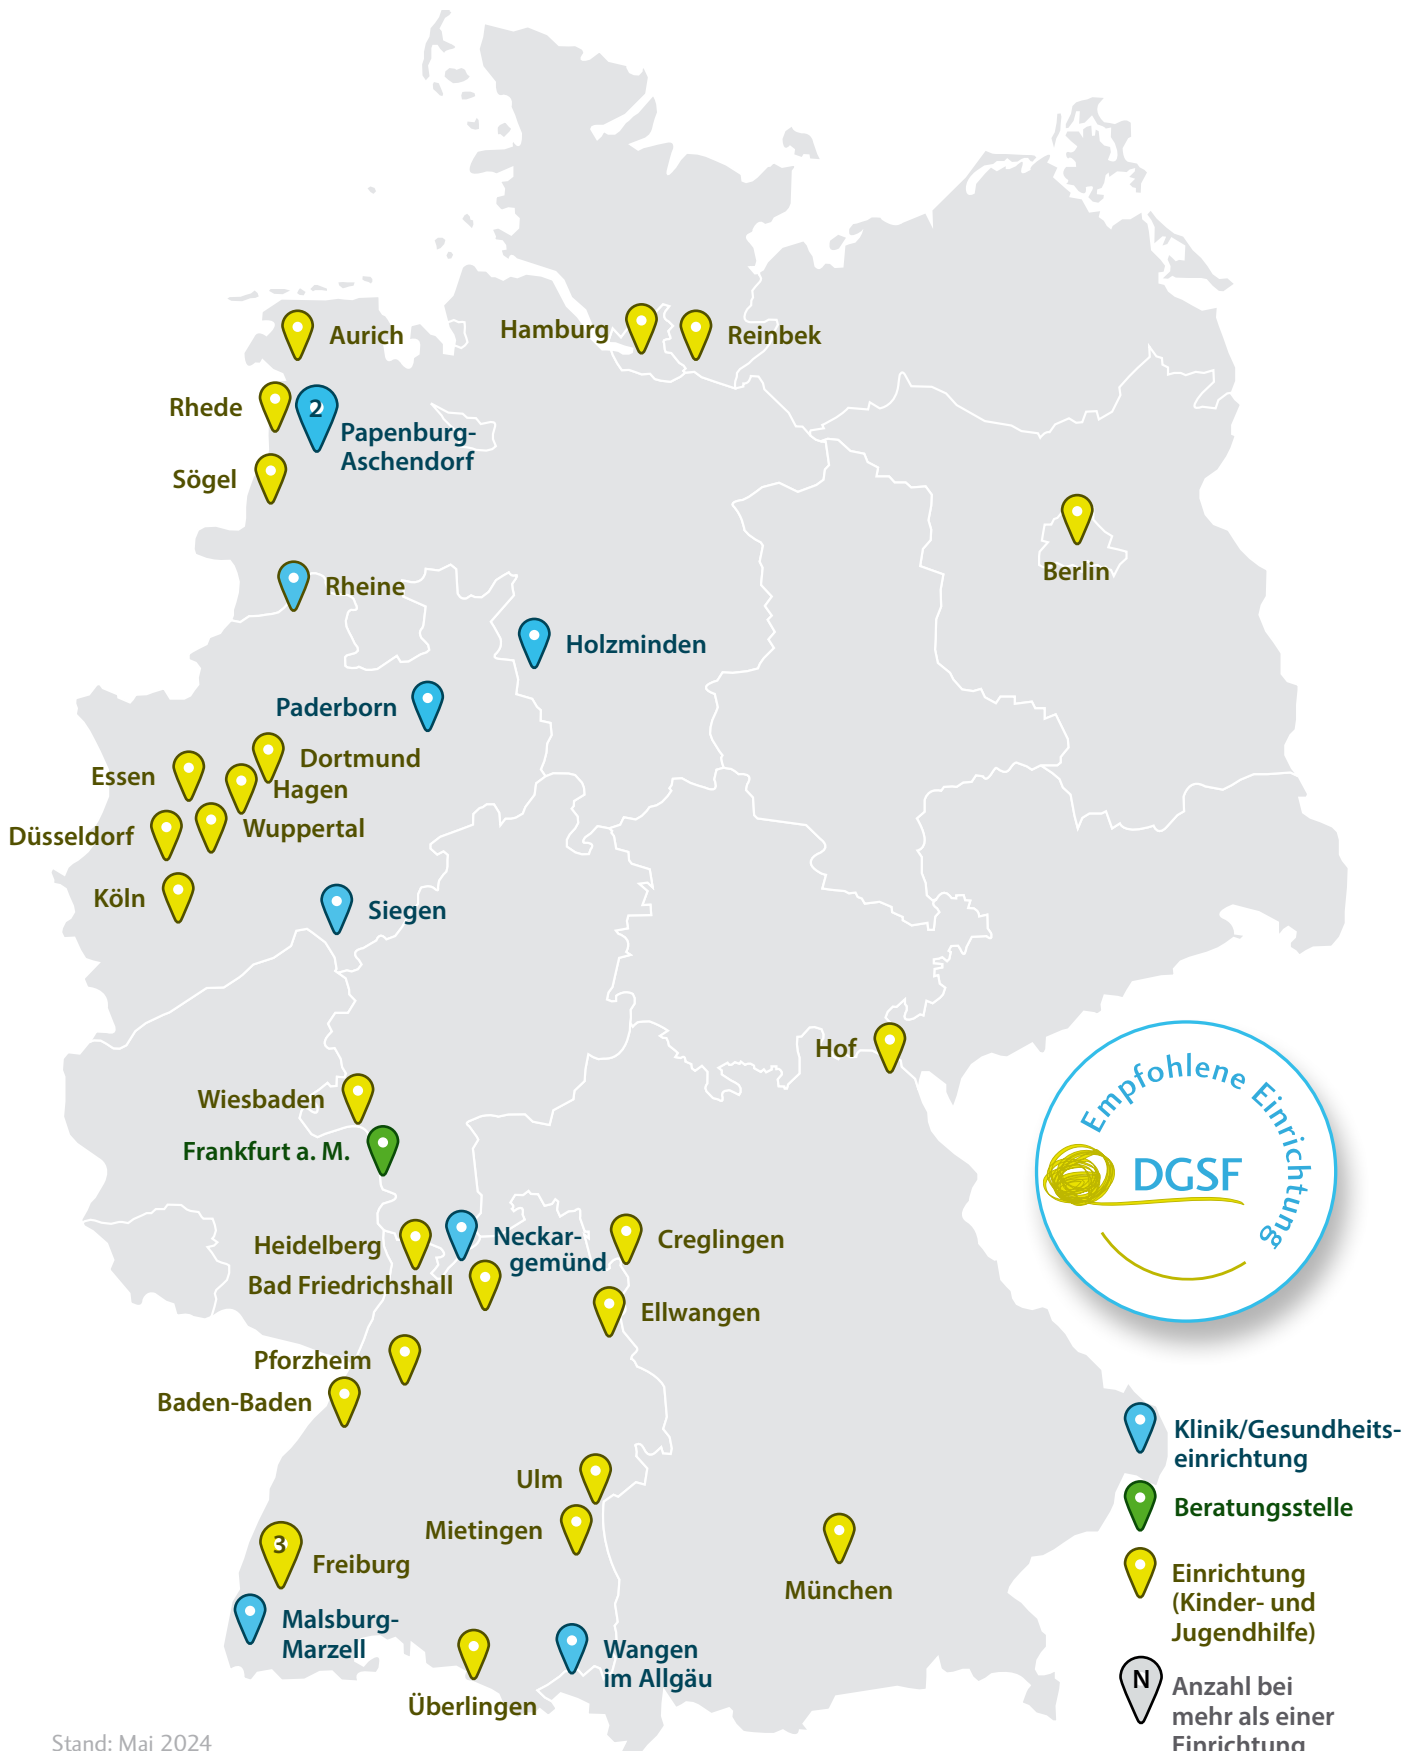 Aurich
Hamburg
Reinbek
Rhede
2
Papenburg-
Aschendorf
Sögel
Berlin
Rheine
Holzminden
Paderborn
Dortmund
Essen
Hagen
Wuppertal
Düsseldorf
Köln
Siegen
Hof
Wiesbaden
Frankfurt a. M.
Empfohlene Einrichtung
DGSF
Heidelberg
Neckar-
gemünd
Creglingen
Bad Friedrichshall
Ellwangen
Pforzheim
Baden-Baden
Ulm
Mietingen
3
Freiburg
München
Malsburg-
Marzell
Wangen
im Allgäu
Überlingen
Klinik/Gesundheits-
einrichtung
Beratungsstelle
Einrichtung
(Kinder- und
Jugendhilfe)
N
Anzahl bei
mehr als einer
Einrichtung
Stand: Mai 2024